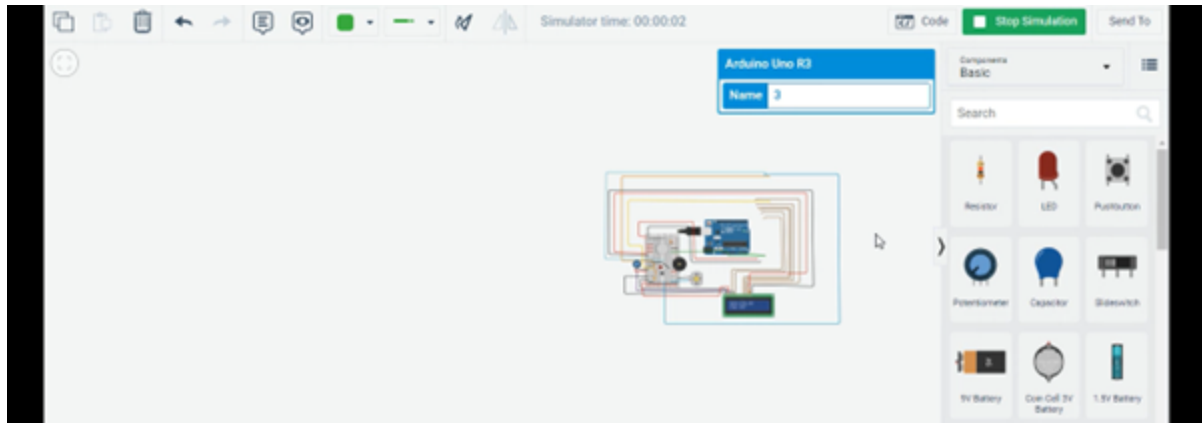 Simulator time: 00:00:02
Code
Stop Simulation
Send To
Arduino Uno R3
Name 3
Components
Basic
Search
Resistor
LED
Pushbutton
Potentiometer
Capacitor
Slideswitch
9V Battery
Coin Cell 3V
Battery
1.5V Battery